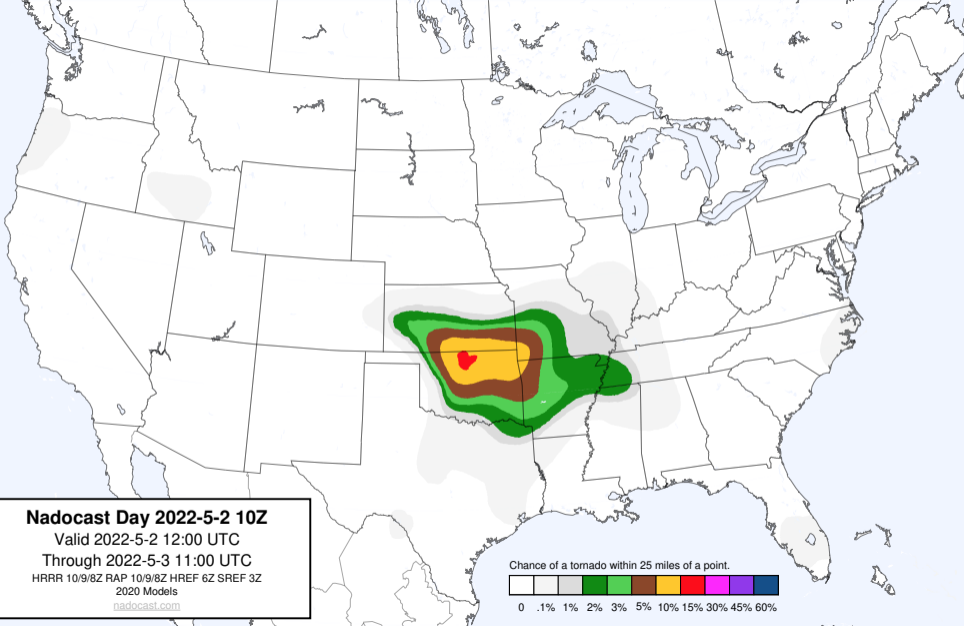 Nadocast Day 2022-5-2 10Z
Valid 2022-5-2 12:00 UTC
Through 2022-5-3 11:00 UTC
HRRR 10/9/8Z RAP 10/9/8Z HREF 6Z SREF 3Z
2020 Models
nadocast.com
Chance of a tornado within 25 miles of a point.
0 .1% 1% 2% 3% 5% 10% 15% 30% 45% 60%